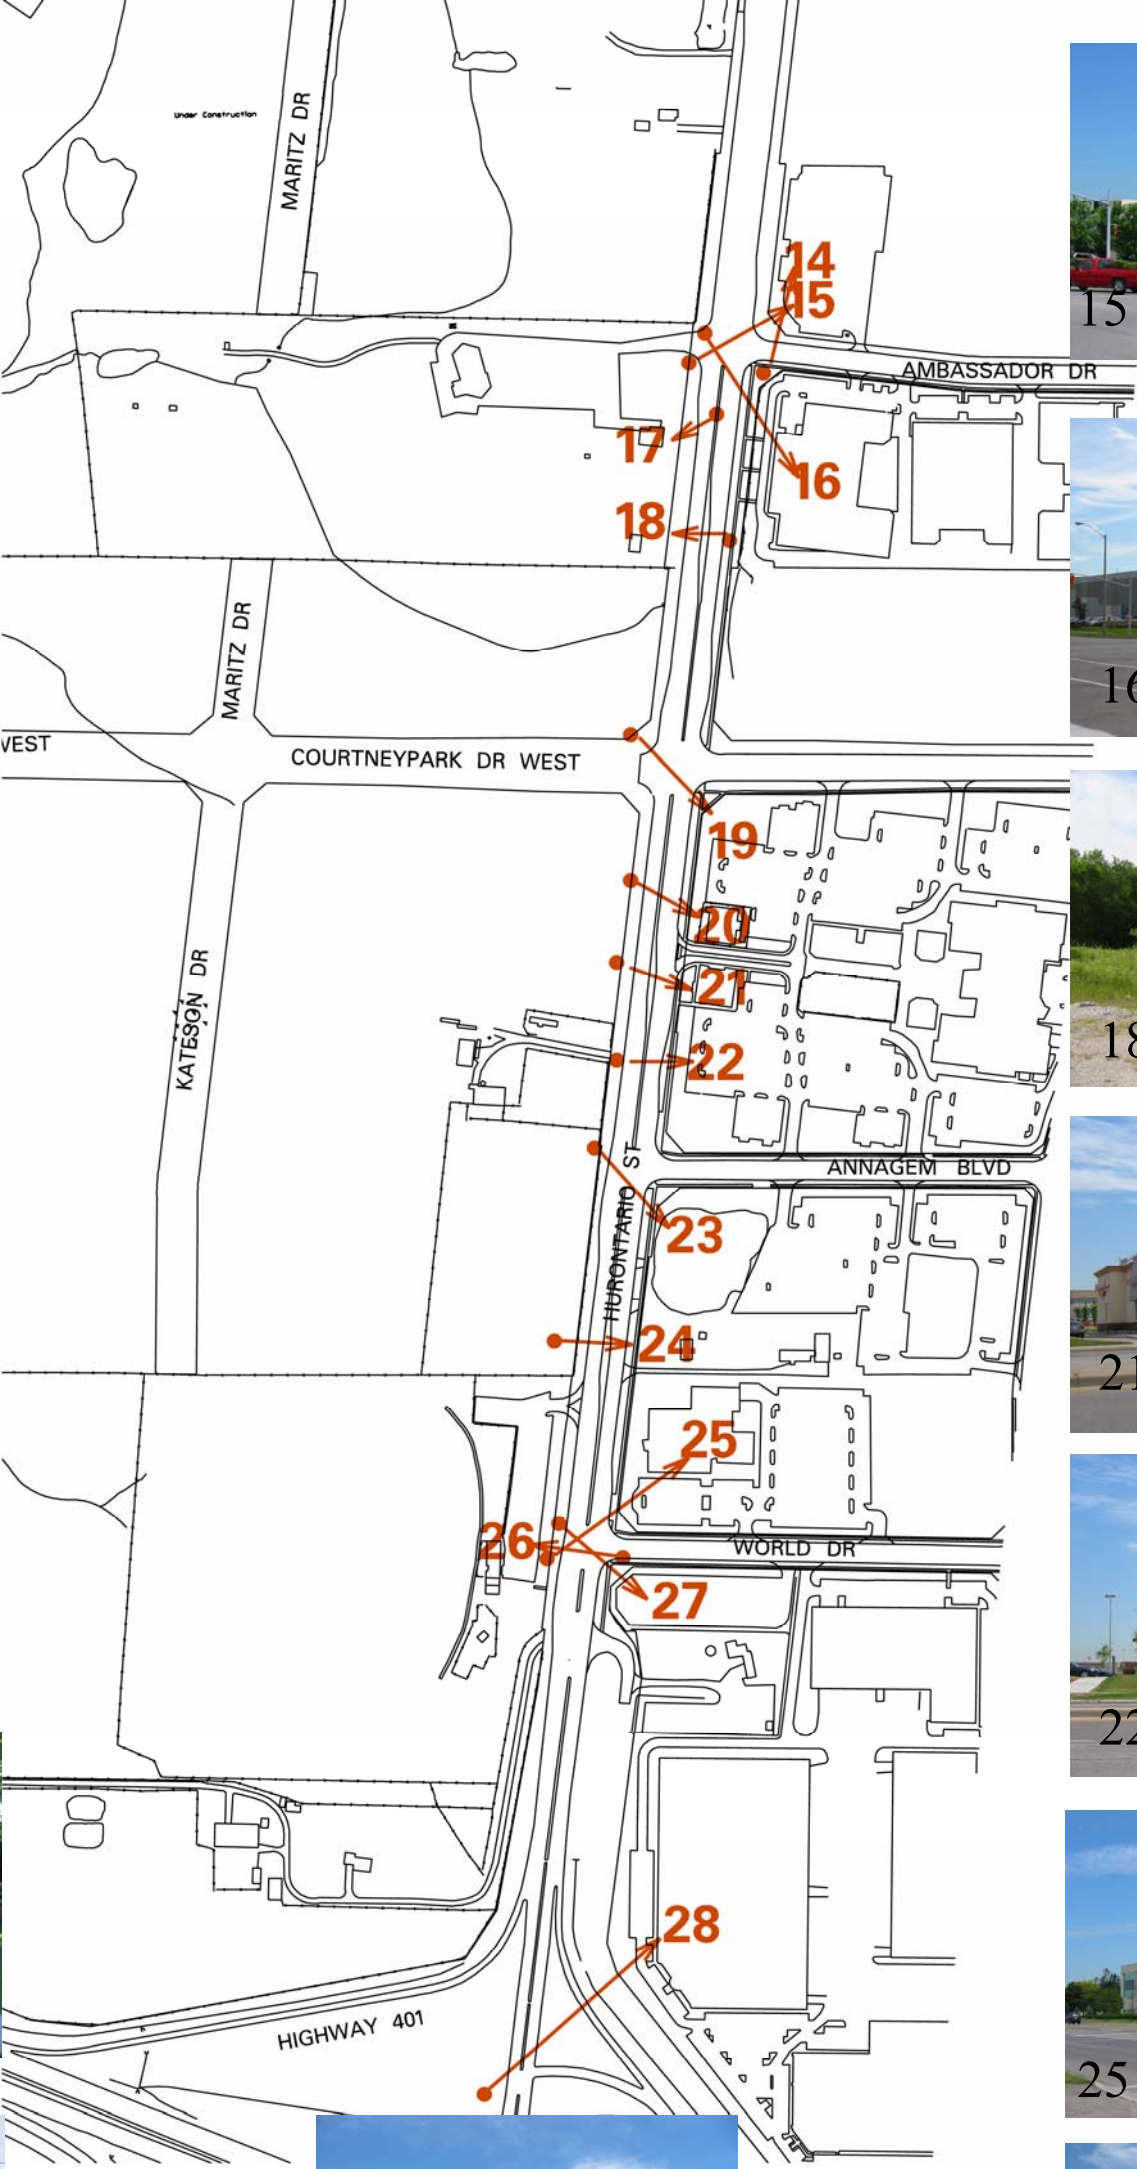 Under Construction
MARITZ DR
14
15
15
AMBASSADOR DR
17
16
18
16
MARITZ DR
WEST
COURTNEYPARK DR WEST
19
20
21
KATESON DR
18
22
ANNAGEM BLVD
HURONTARIO ST
23
24
21
25
26
WORLD DR
27
22
28
HIGHWAY 401
25